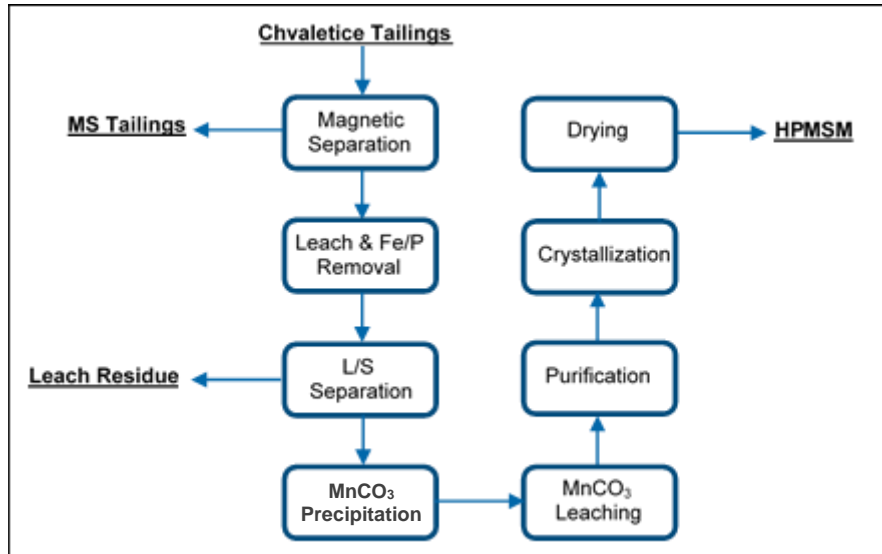 Chvaletice Tailings
Magnetic
Separation
MS Tailings
Leach & Fe/P
Removal
L/S
Separation
Leach Residue
MnCO₃
Precipitation
MnCO₃
Leaching
Purification
Crystallization
Drying
HPMSM